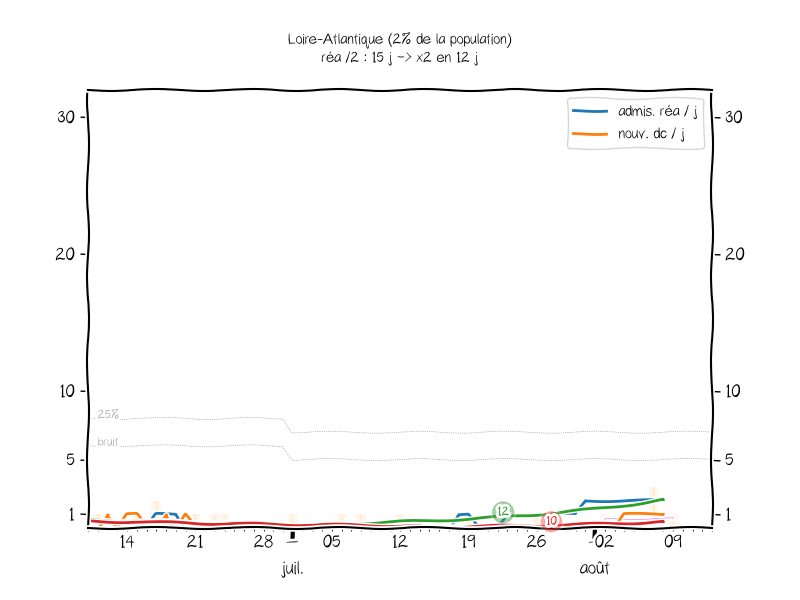 Loire-Atlantique (2% de la population)
réa /2 : 15 j -> x2 en 12 j
admis. réa / j
nouv. dc / j
30
30
20
20
10
10
25%
bruit
5
5
12
10
1
1
14 21 28 05 12 19 26 02 09
juil. août